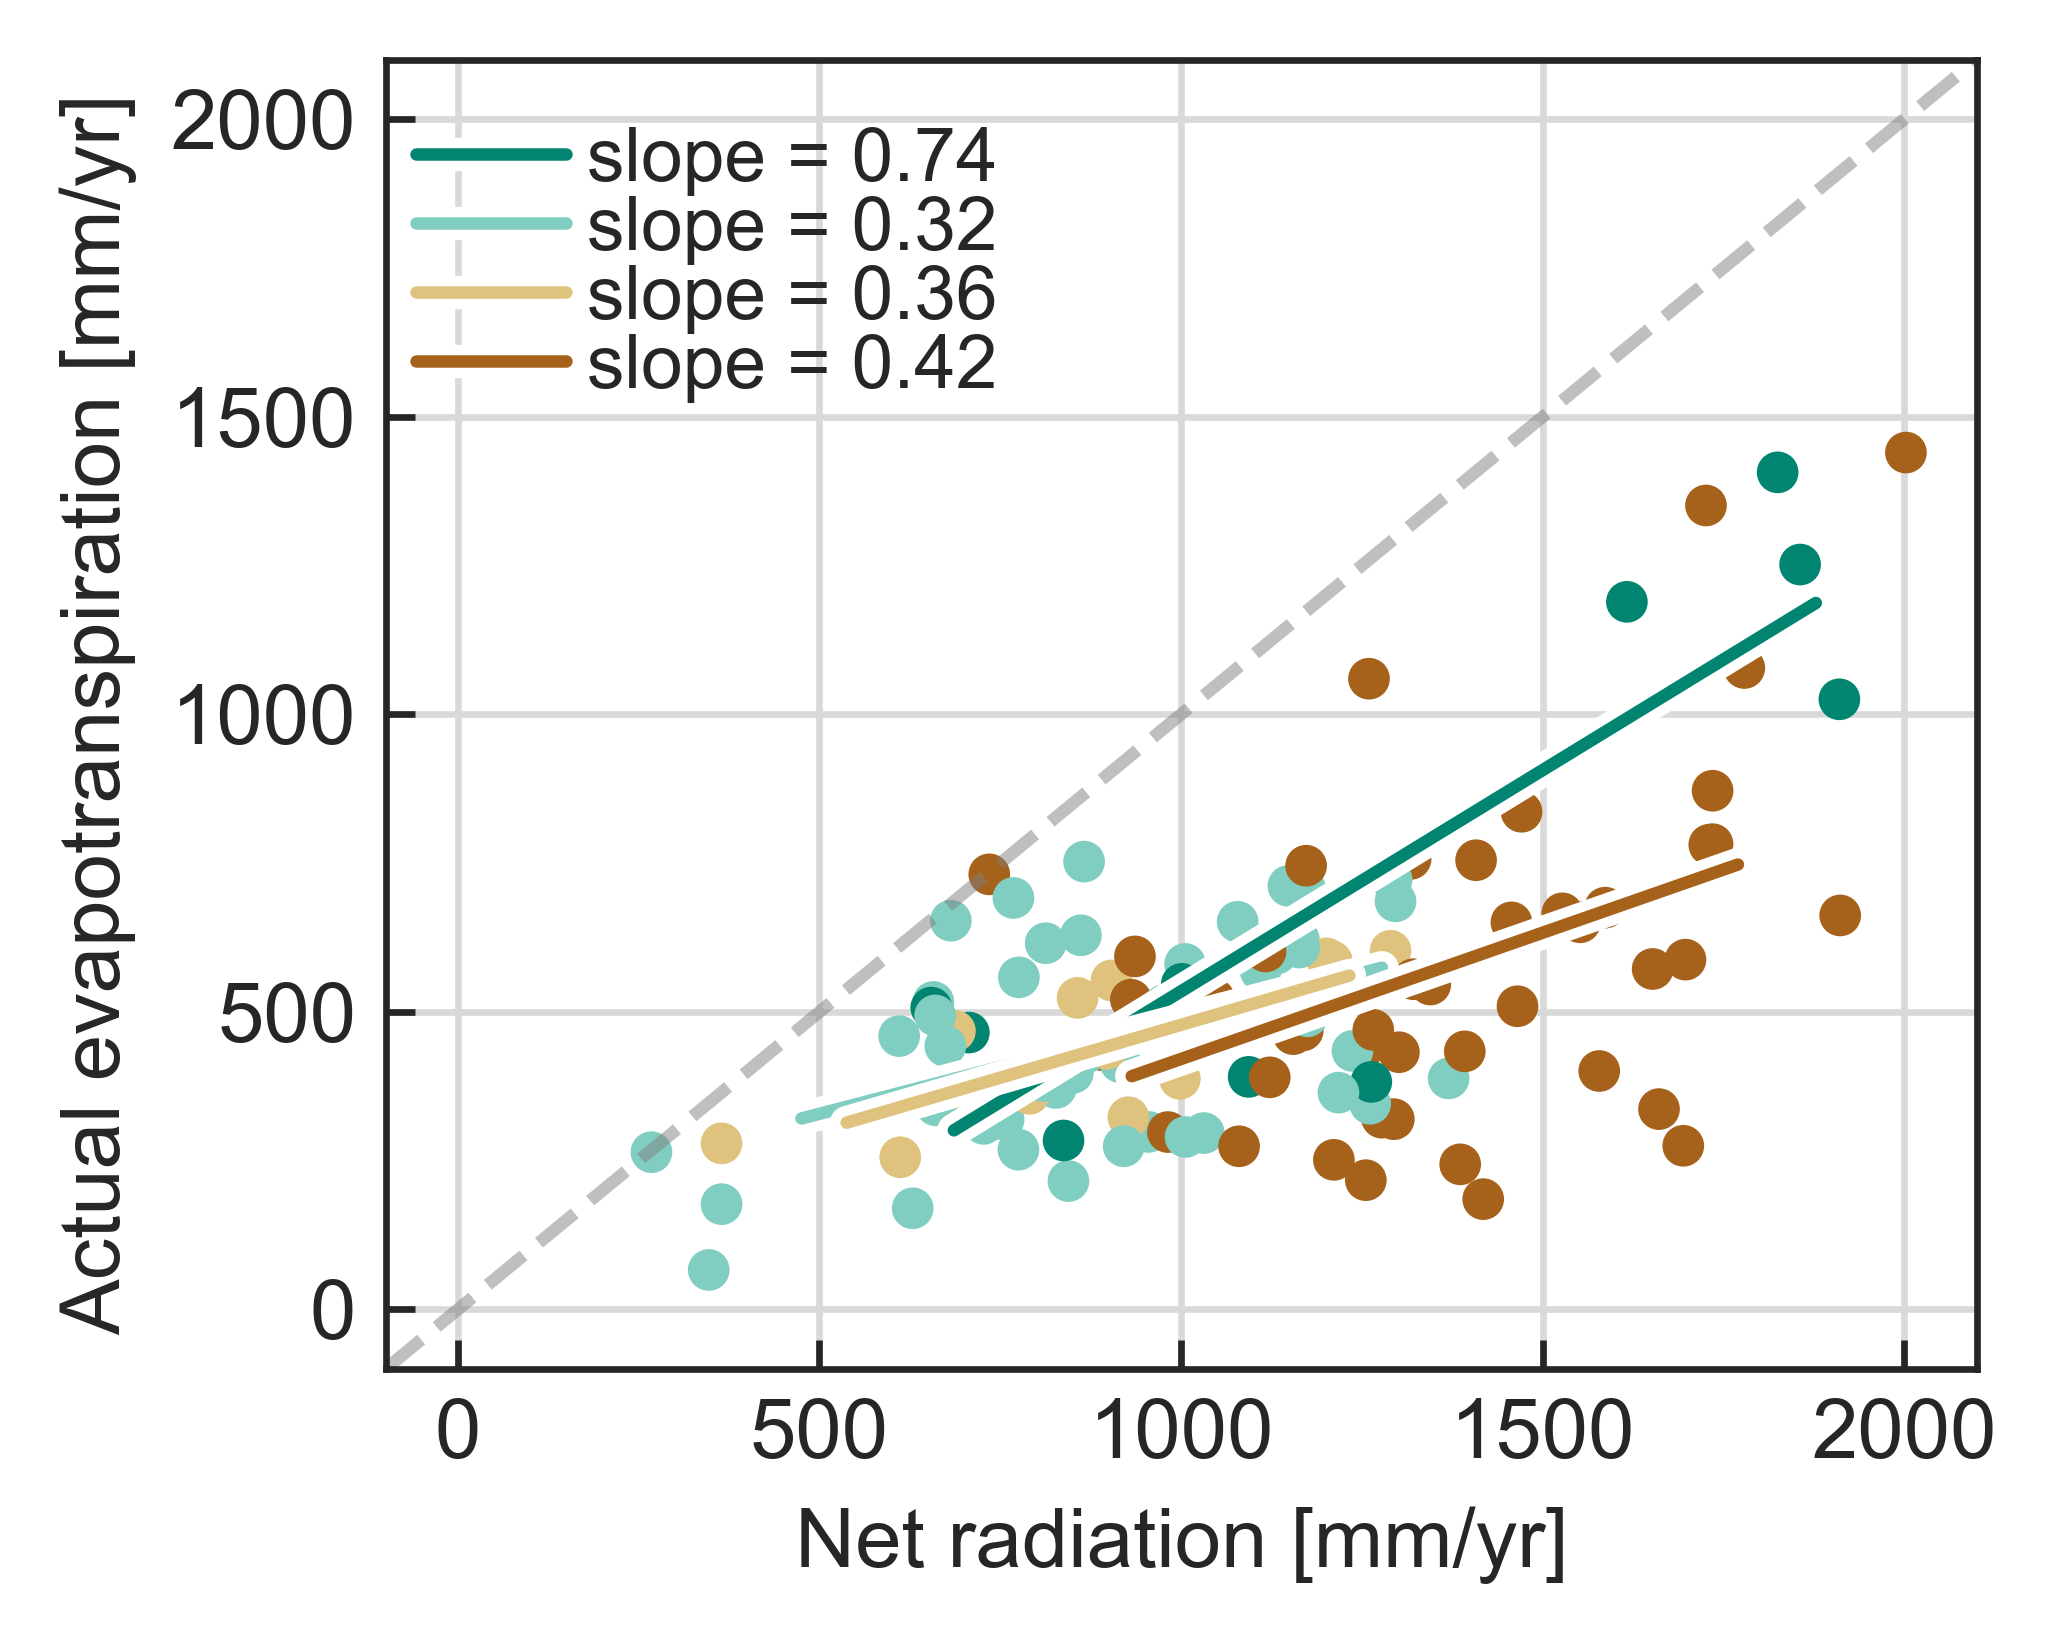 Actual evapotranspiration [mm/yr]
2000
1500
1000
500
0
slope = 0.74
slope = 0.32
slope = 0.36
slope = 0.42
0 500 1000 1500 2000
Net radiation [mm/yr]